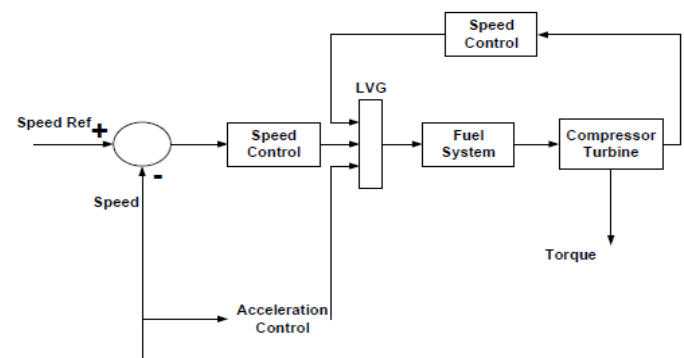 Speed
Control
LVG
Speed Ref
+
Speed
Control
Fuel
System
Compressor
Turbine
-
Speed
Torque
Acceleration
Control